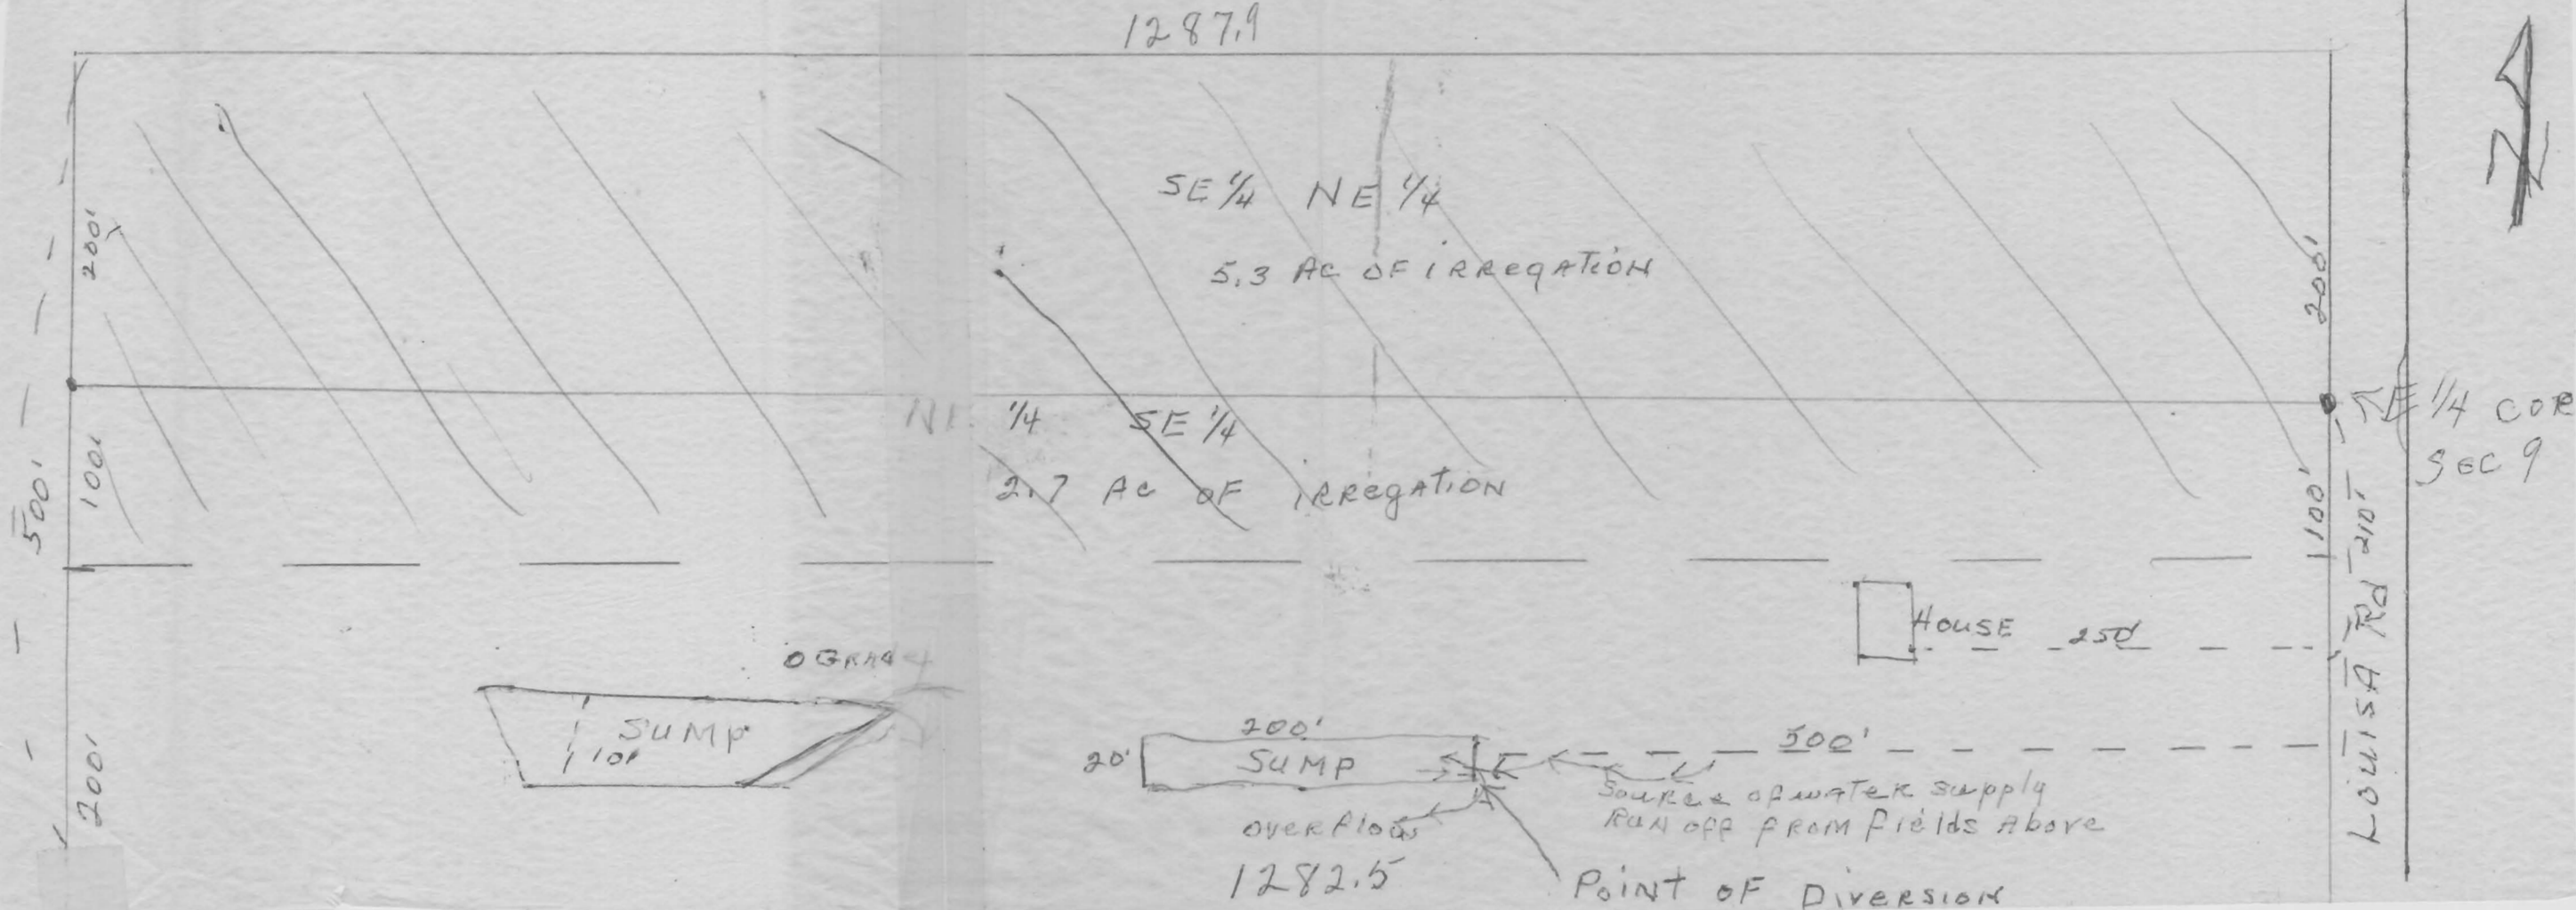 1287.9
N
SE 1/4 NE 1/4
5.3 AC OF iRRegATiON
200'
200'
E 1/4 COR
SEC 9
NE 1/4 SE 1/4
2.7 Ac OF iRRegATiON
100'
100'
500'
210'
LOUISA Rd
HOUSE 250'
O GRADE
SUMP
10'
200'
20'
SUMP
500'
Source of water supply
RUN OFF FROM fields Above
OVERFlow
1282.5
Point OF DIVERSION
200'